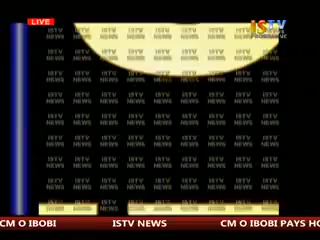 LIVE
ISTV
ISTV NEWS
CM O IBOBI
ISTV NEWS
CM O IBOBI PAYS HO